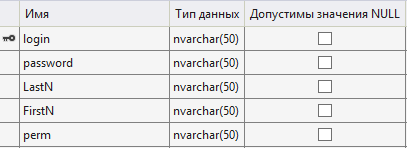 Имя Тип данных Допустимы значения NULL
login nvarchar(50)
password nvarchar(50)
LastN nvarchar(50)
FirstN nvarchar(50)
perm nvarchar(50)